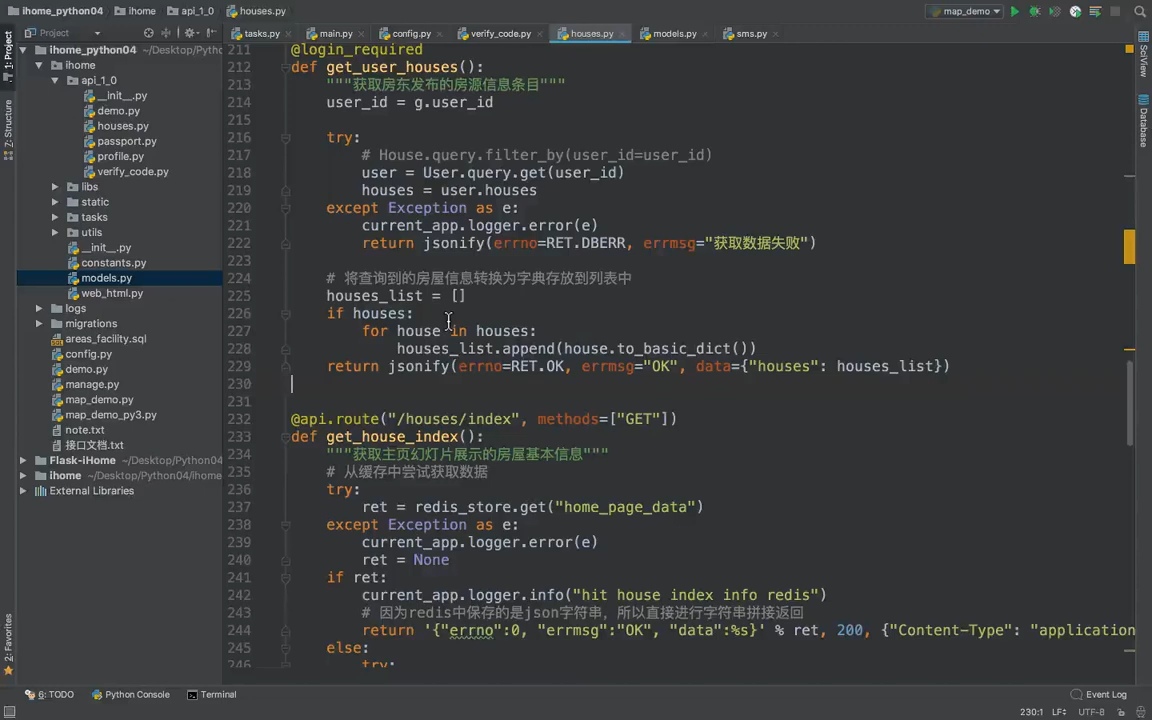 ihome_python04 ihome api_1_0 houses.py
map_demo
Project
tasks.py main.py config.py verify_code.py houses.py models.py sms.py
1: Project
7: Structure
2: Favorites
SciView
Database
ihome_python04 ~/Desktop/Pytho
ihome
api_1_0
__init__.py
demo.py
houses.py
passport.py
profile.py
verify_code.py
libs
static
tasks
utils
__init__.py
constants.py
models.py
web_html.py
logs
migrations
areas_facility.sql
config.py
demo.py
manage.py
map_demo.py
map_demo_py3.py
note.txt
接口文档.txt
Flask-iHome ~/Desktop/Python04
ihome ~/Desktop/Python04/ihome
External Libraries
211 @login_required
212 def get_user_houses():
213 """获取房东发布的房源信息条目"""
214 user_id = g.user_id
215
216 try:
217 # House.query.filter_by(user_id=user_id)
218 user = User.query.get(user_id)
219 houses = user.houses
220 except Exception as e:
221 current_app.logger.error(e)
222 return jsonify(errno=RET.DBERR, errmsg="获取数据失败")
223
224 # 将查询到的房屋信息转换为字典存放到列表中
225 houses_list = []
226 if houses:
227 for house in houses:
228 houses_list.append(house.to_basic_dict())
229 return jsonify(errno=RET.OK, errmsg="OK", data={"houses": houses_list})
230
231
232 @api.route("/houses/index", methods=["GET"])
233 def get_house_index():
234 """获取主页幻灯片展示的房屋基本信息"""
235 # 从缓存中尝试获取数据
236 try:
237 ret = redis_store.get("home_page_data")
238 except Exception as e:
239 current_app.logger.error(e)
240 ret = None
241 if ret:
242 current_app.logger.info("hit house index info redis")
243 # 因为redis中保存的是json字符串，所以直接进行字符串拼接返回
244 return '{"errno":0, "errmsg":"OK", "data":%s}' % ret, 200, {"Content-Type": "application
245 else:
246 try:
6: TODO Python Console Terminal Event Log
230:1 LF÷ UTF-8